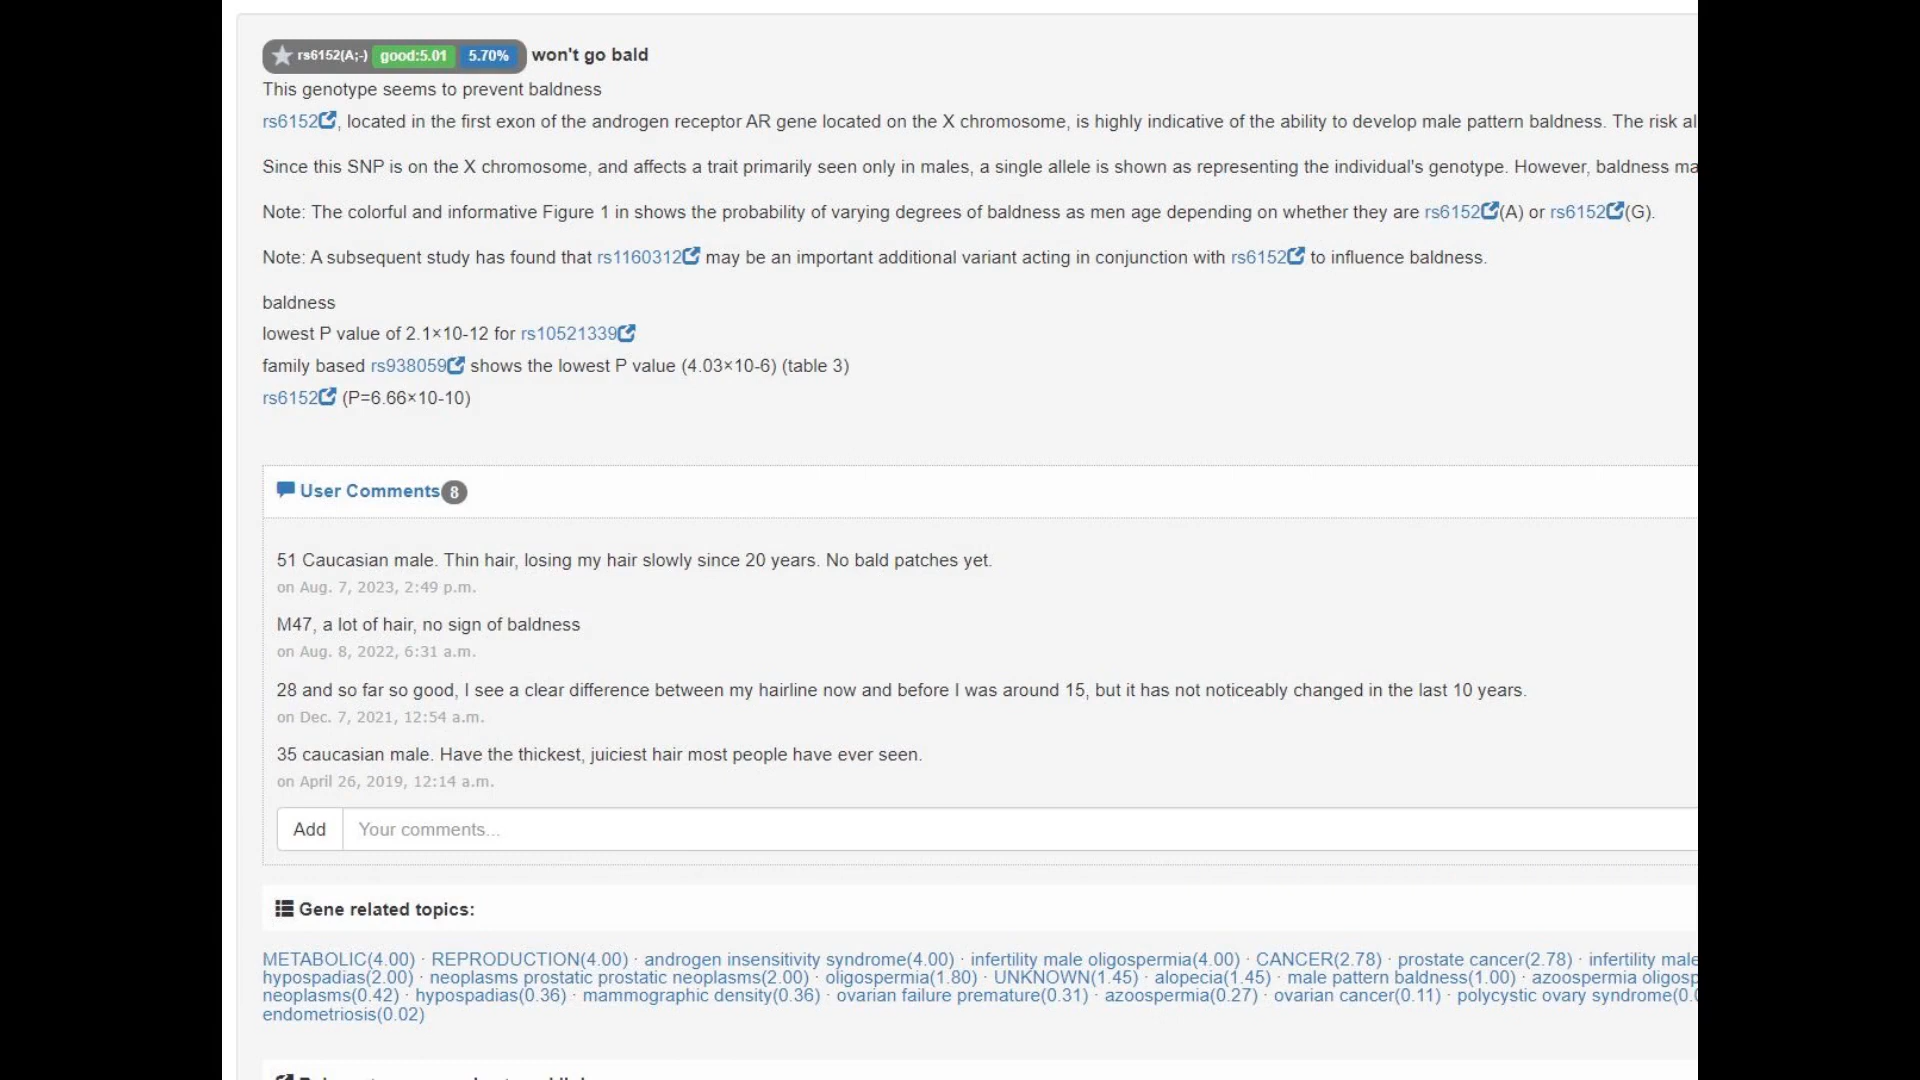 rs6152(A;-) good:5.01 5.70% won't go bald
This genotype seems to prevent baldness
rs6152, located in the first exon of the androgen receptor AR gene located on the X chromosome, is highly indicative of the ability to develop male pattern baldness. The risk al
Since this SNP is on the X chromosome, and affects a trait primarily seen only in males, a single allele is shown as representing the individual's genotype. However, baldness ma
Note: The colorful and informative Figure 1 in shows the probability of varying degrees of baldness as men age depending on whether they are rs6152(A) or rs6152(G).
Note: A subsequent study has found that rs1160312 may be an important additional variant acting in conjunction with rs6152 to influence baldness.
baldness
lowest P value of 2.1×10-12 for rs10521339
family based rs938059 shows the lowest P value (4.03×10-6) (table 3)
rs6152 (P=6.66×10-10)
User Comments 8
51 Caucasian male. Thin hair, losing my hair slowly since 20 years. No bald patches yet.
on Aug. 7, 2023, 2:49 p.m.
M47, a lot of hair, no sign of baldness
on Aug. 8, 2022, 6:31 a.m.
28 and so far so good, I see a clear difference between my hairline now and before I was around 15, but it has not noticeably changed in the last 10 years.
on Dec. 7, 2021, 12:54 a.m.
35 caucasian male. Have the thickest, juiciest hair most people have ever seen.
on April 26, 2019, 12:14 a.m.
Add Your comments...
Gene related topics:
METABOLIC(4.00) · REPRODUCTION(4.00) · androgen insensitivity syndrome(4.00) · infertility male oligospermia(4.00) · CANCER(2.78) · prostate cancer(2.78) · infertility male
hypospadias(2.00) · neoplasms prostatic prostatic neoplasms(2.00) · oligospermia(1.80) · UNKNOWN(1.45) · alopecia(1.45) · male pattern baldness(1.00) · azoospermia oligosp
neoplasms(0.42) · hypospadias(0.36) · mammographic density(0.36) · ovarian failure premature(0.31) · azoospermia(0.27) · ovarian cancer(0.11) · polycystic ovary syndrome(0.
endometriosis(0.02)